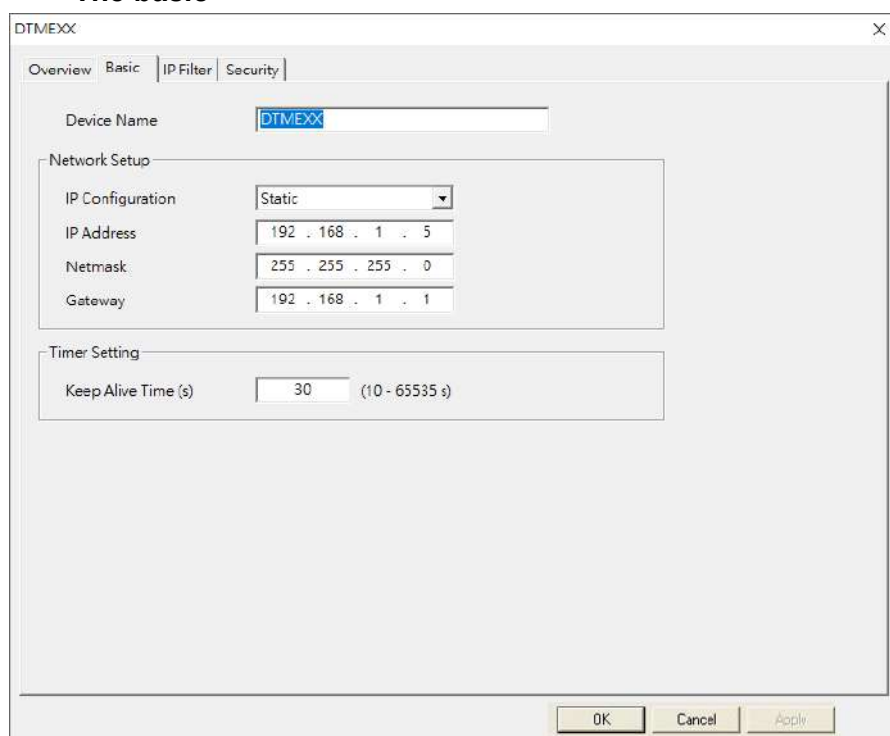 The basic
DTMEXX
Overview Basic IP Filter Security
Device Name DTMEXX
Network Setup
IP Configuration Static
IP Address 192 . 168 . 1 . 5
Netmask 255 . 255 . 255 . 0
Gateway 192 . 168 . 1 . 1
Timer Setting
Keep Alive Time (s) 30 (10 - 65535 s)
OK Cancel Apply